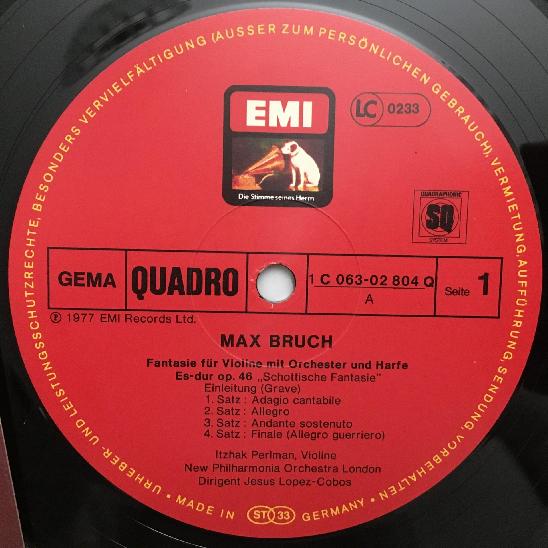 URHEBER- UND LEISTUNGSSCHUTZRECHTE, BESONDERS VERVIELFÄLTIGUNG (AUSSER ZUM PERSÖNLICHEN GEBRAUCH), VERMIETUNG, AUFFÜHRUNG, SENDUNG VORBEHALTEN
EMI
LC 0233
Die Stimme seines Herrn
QUADRAPHONIC
SQ
SYSTEM
GEMA
QUADRO
1 C 063-02 804 Q
A
Seite 1
℗ 1977 EMI Records Ltd.
MAX BRUCH
Fantasie für Violine mit Orchester und Harfe
Es-dur op. 46 „Schottische Fantasie"
Einleitung (Grave)
1. Satz: Adagio cantabile
2. Satz: Allegro
3. Satz: Andante sostenuto
4. Satz: Finale (Allegro guerriero)
Itzhak Perlman, Violine
New Philharmonia Orchestra London
Dirigent Jesus Lopez-Cobos
• MADE IN ST 33 GERMANY •